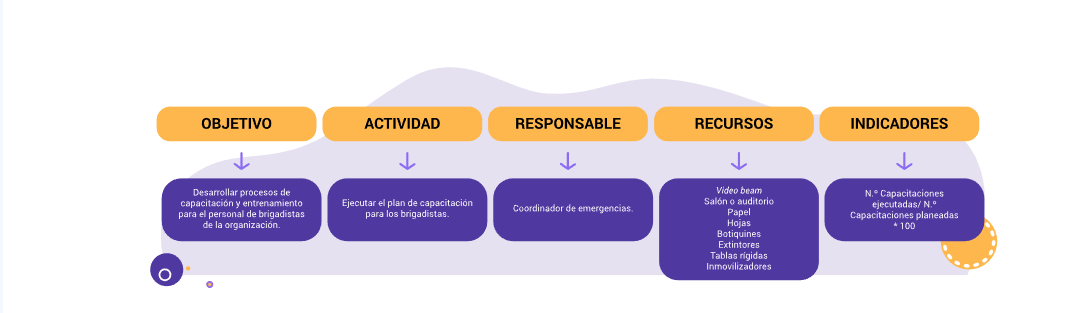 OBJETIVO
ACTIVIDAD
RESPONSABLE
RECURSOS
INDICADORES
Desarrollar procesos de
capacitación y entrenamiento
para el personal de brigadistas
de la organización.
Ejecutar el plan de capacitación
para los brigadistas.
Coordinador de emergencias.
Video beam
Salón o auditorio
Papel
Hojas
Botiquines
Extintores
Tablas rígidas
Inmovilizadores
N.º Capacitaciones
ejecutadas/ N.º
Capacitaciones planeadas
* 100